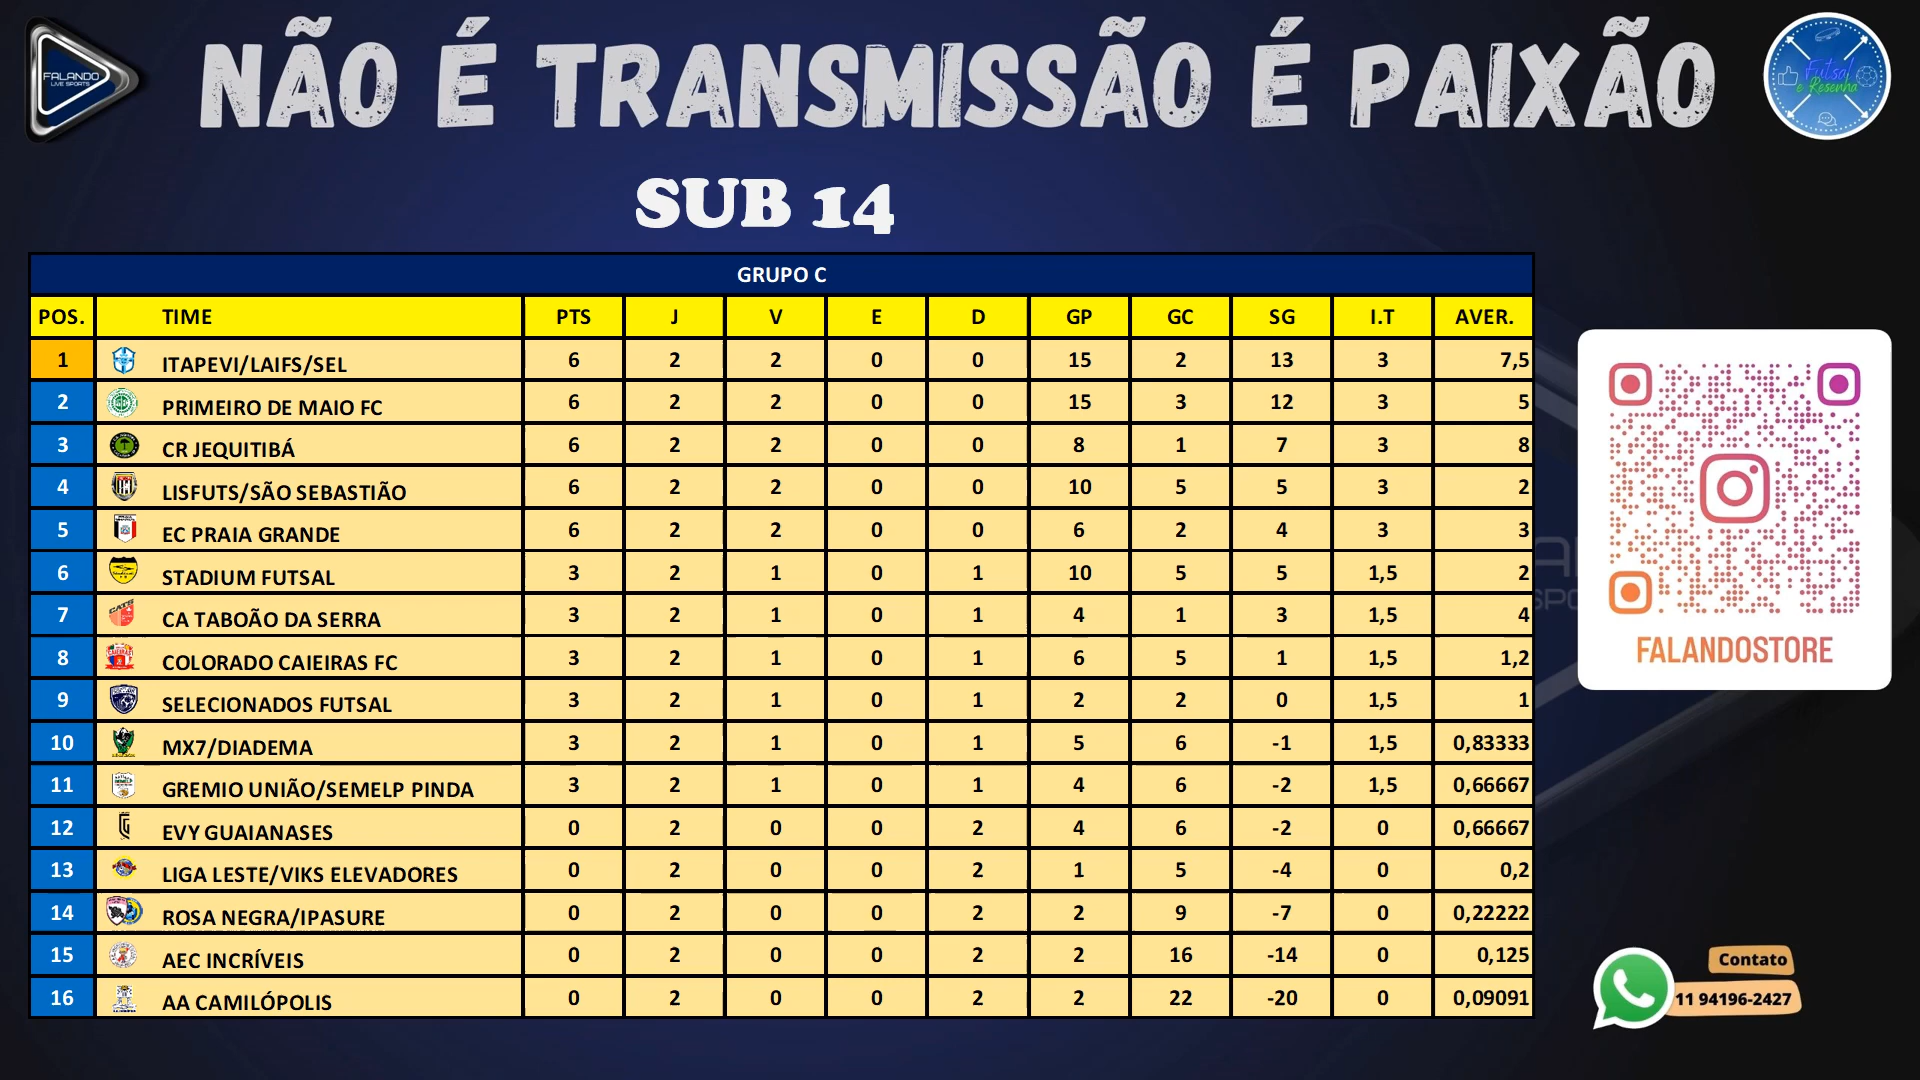 FALANDO
LIVE SPORTS
NÃO É TRANSMISSÃO É PAIXÃO
Futsal
e Resenha
SUB 14
GRUPO C
POS. TIME PTS J V E D GP GC SG I.T AVER.
1 ITAPEVI/LAIFS/SEL 6 2 2 0 0 15 2 13 3 7,5
2 PRIMEIRO DE MAIO FC 6 2 2 0 0 15 3 12 3 5
3 CR JEQUITIBÁ 6 2 2 0 0 8 1 7 3 8
4 LISFUTS/SÃO SEBASTIÃO 6 2 2 0 0 10 5 5 3 2
5 EC PRAIA GRANDE 6 2 2 0 0 6 2 4 3 3
6 STADIUM FUTSAL 3 2 1 0 1 10 5 5 1,5 2
7 CA TABOÃO DA SERRA 3 2 1 0 1 4 1 3 1,5 4
8 COLORADO CAIEIRAS FC 3 2 1 0 1 6 5 1 1,5 1,2
9 SELECIONADOS FUTSAL 3 2 1 0 1 2 2 0 1,5 1
10 MX7/DIADEMA 3 2 1 0 1 5 6 -1 1,5 0,83333
11 GREMIO UNIÃO/SEMELP PINDA 3 2 1 0 1 4 6 -2 1,5 0,66667
12 EVY GUAIANASES 0 2 0 0 2 4 6 -2 0 0,66667
13 LIGA LESTE/VIKS ELEVADORES 0 2 0 0 2 1 5 -4 0 0,2
14 ROSA NEGRA/IPASURE 0 2 0 0 2 2 9 -7 0 0,22222
15 AEC INCRÍVEIS 0 2 0 0 2 2 16 -14 0 0,125
16 AA CAMILÓPOLIS 0 2 0 0 2 2 22 -20 0 0,09091
FALANDOSTORE
Contato
11 94196-2427